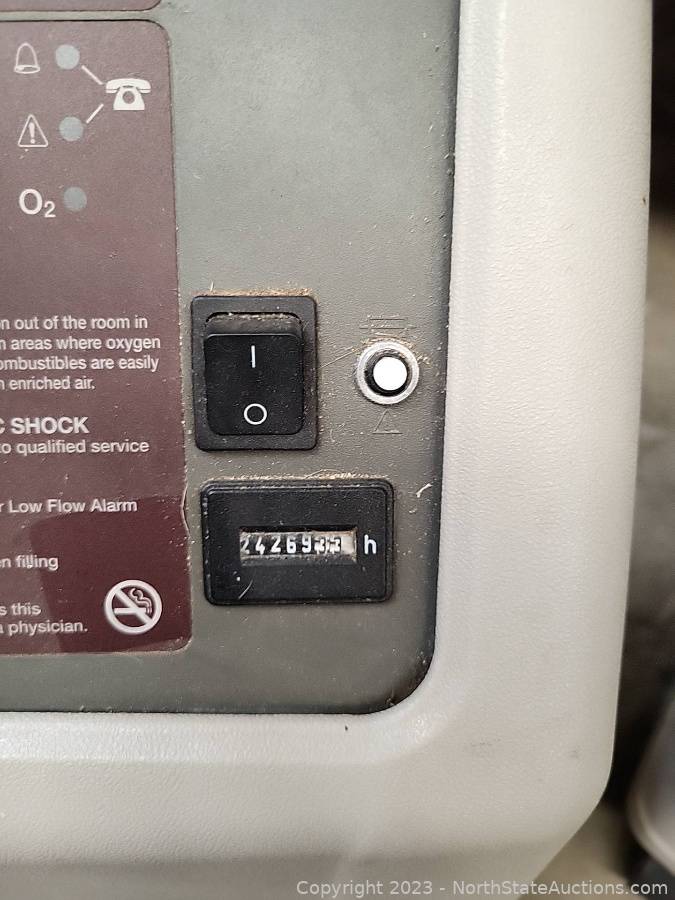 O2
n out of the room in
n areas where oxygen
ombustibles are easily
n enriched air.
C SHOCK
to qualified service
r Low Flow Alarm
n filling
s this
a physician.
I
O
h
Copyright 2023 - NorthStateAuctions.com